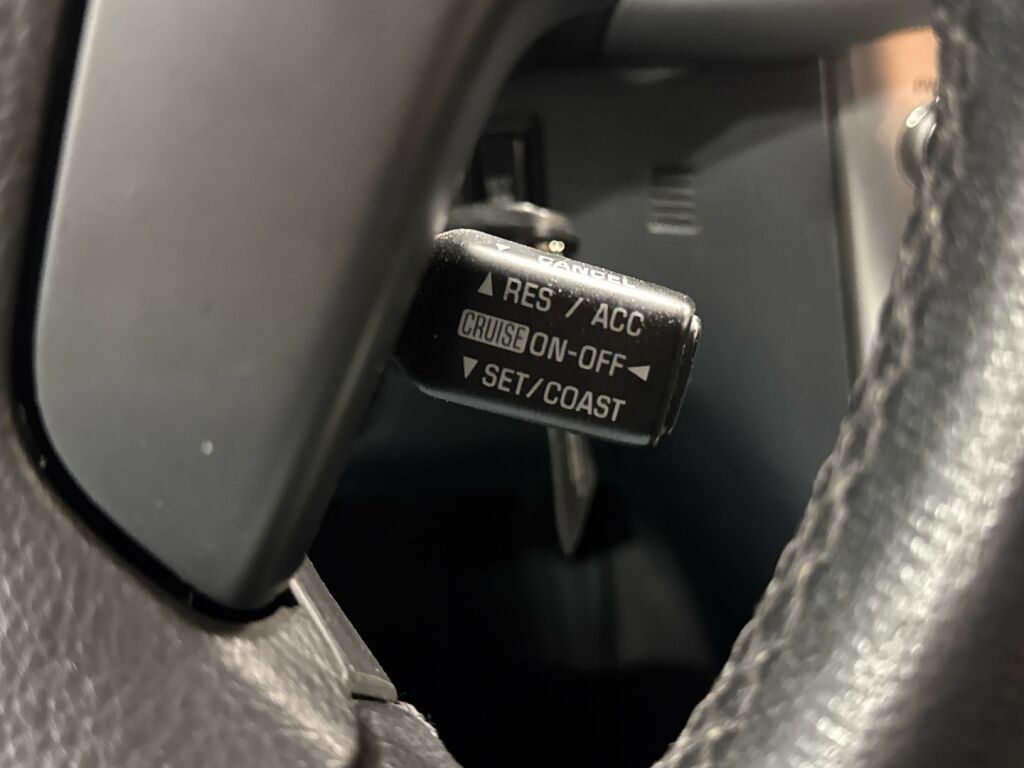 ▼ CANCEL
▲ RES / ACC
CRUISE ON-OFF ◀
▼ SET/COAST